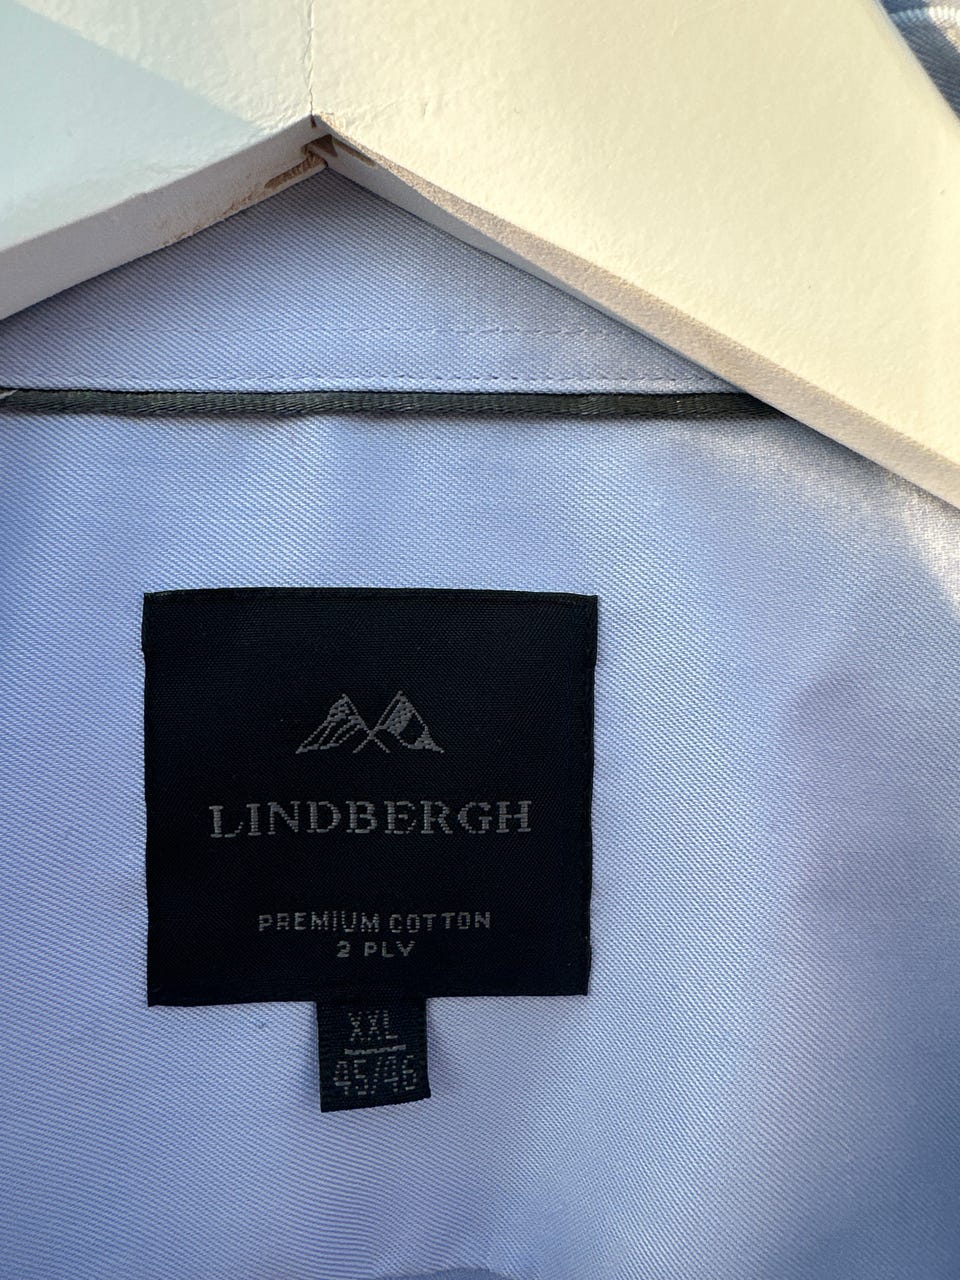 LINDBERGH
PREMIUM COTTON
2 PLY
XXL
45/46